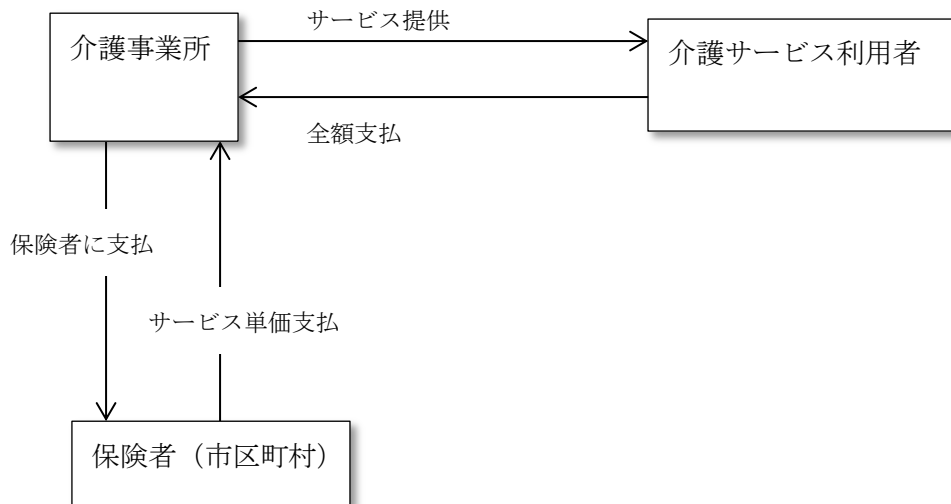 サービス提供
介護事業所
介護サービス利用者
全額支払
保険者に支払
サービス単価支払
保険者（市区町村）